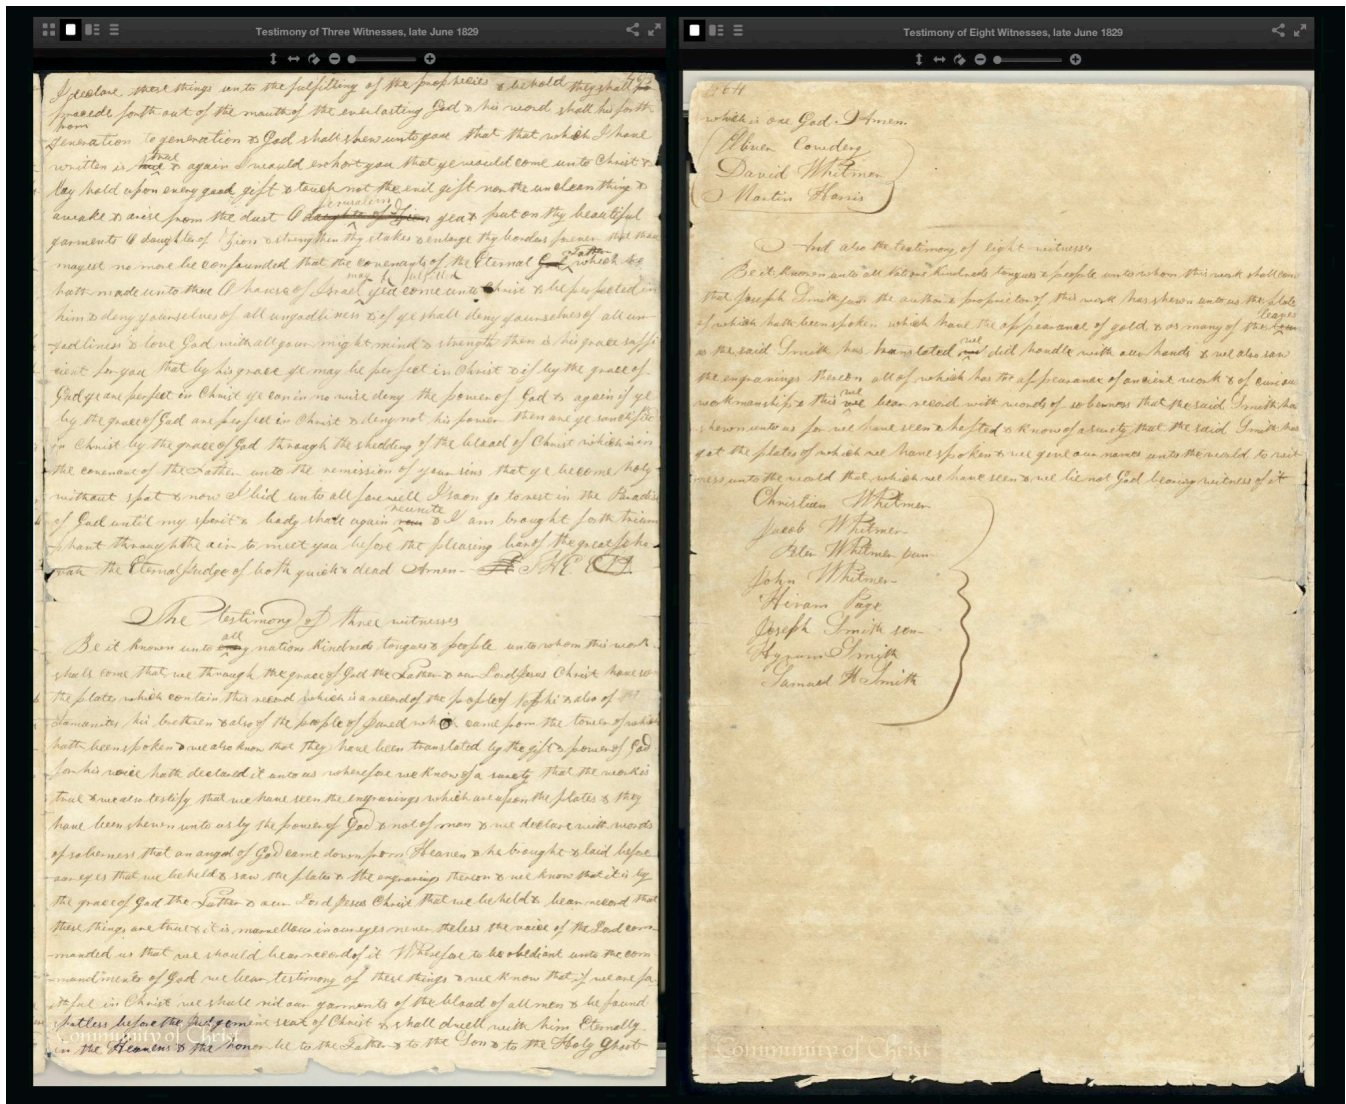 Testimony of Three Witnesses, late June 1829
I declare these things unto the fulfilling of the prophecies & behold they shall
proceede forth out of the mouth of the everlasting God & his word shall his forth
from
generation to generation & God shall shew unto you that that which I have
written is true & again I would exhort you that ye would come unto Christ &
lay hold upon every good gift & touch not the evil gift nor the unclean thing &
Jerusalem
awake & arise from the dust O daughter of Zion yea & put on thy beautiful
garments O daughter of Zion & strengthen thy stakes & enlarge thy borders forever that thou
Father
mayest no more be confounded that the covenants of the Eternal God which he
may be fulfilled
hath made unto thee O house of Israel yea come unto Christ & be perfected in
him & deny yourselves of all ungodliness & if ye shall deny yourselves of all un-
godliness & love God with all your might mind & strength then is his grace suffi
cient for you that by his grace ye may be perfect in Christ & if by the grace of
God ye are perfect in Christ ye can in no wise deny the power of God & again if ye
by the grace of God are perfect in Christ & deny not his power then are ye sanctifie
in Christ by the grace of God through the shedding of the blood of Christ which is in
the covenant of the Father unto the remission of your sins that ye become holy
without spot & now I bid unto all farewell I soon go to rest in the Paradise
reunite
of God until my spirit & body shall again & I am brought forth trium
phant through the air to meet you before the pleasing bar of the great Jeho
vah the Eternal Judge of both quick & dead Amen- THE END
The testimony of three witnesses
all
Be it known unto nations kindreds tongues & people unto whom this work
shall come that we through the grace of God the Father & our Lord Jesus Christ have se
the plates which contain this record which is a record of the people of Nephi & also of the
Lamanites his brethren & also of the people of Jared which came from the tower of which
hath been spoken & we also know that they have been translated by the gift & power of God
for his voice hath declared it unto us wherefore we know of a surety that the work is
true & we also testify that we have seen the engravings which are upon the plates & they
have been shewn unto us by the power of God & not of man & we declare with words
of soberness that an angel of God came down from Heaven & he brought & laid before
our eyes that we beheld & saw the plates & the engravings thereon & we know that it is by
the grace of God the Father & our Lord Jesus Christ that we beheld & bear record that
these things are true & it is marvellous in our eyes never theless the voice of the Lord com-
manded us that we should bear record of it Wherefore to be obediant unto the com
mandments of God we bear testimony of these things & we know that if we are fa
ithful in Christ we shall rid our garments of the blood of all men & be found
spotless before the judgement seat of Christ & shall dwell with him Eternally
in the Heavens & the honor be to the Father & to the Son & to the Holy Ghost
Community of Christ
Testimony of Eight Witnesses, late June 1829
464
which is one God Amen
Oliver Cowdery
David Whitmer
Martin Harris
And also the testimony of eight witnesses
Be it known unto all Nations kindreds tongues & people unto whom this work shall com
that Joseph Smith jun the author & proprietor of this work has shewn unto us the plate
leaves
of which hath been spoken which have the appearance of gold & as many of the
we
as the said Smith has translated did handle with our hands & we also saw
the engravings thereon all of which has the appearance of ancient work & of curious
we
workmanship & this we bear record with words of soberness that the said Smith has
shewn unto us for we have seen & hefted & know of a surety that the said Smith has
got the plates of which we have spoken & we give our names unto the world to wit
ness unto the world that which we have seen & we lie not God bearing witness of it
Christian Whitmer
Jacob Whitmer
Peter Whitmer Jun-
John Whitmer
Hiram Page
Joseph Smith sen-
Hyrum Smith
Samuel H Smith
Community of Christ